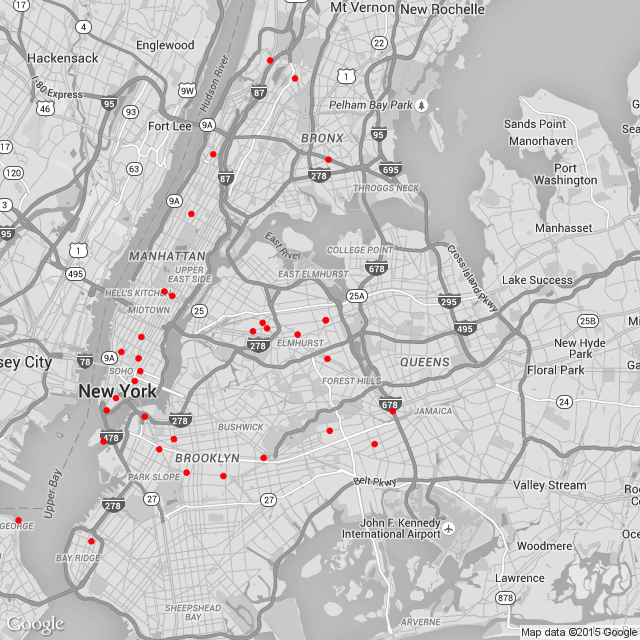 17
4
Mt Vernon
New Rochelle
Englewood
22
Hackensack
Hudson River
1
I-80 Express
9W
87
95
46
93
Pelham Bay Park
Fort Lee
9A
95
Sands Point
BRONX
Manorhaven
17
63
278
695
Port
Washington
120
87
THROGGS NECK
3
9A
95
Manhasset
1
MANHATTAN
East River
COLLEGE POINT
Cross Island Pkwy
495
UPPER
EAST SIDE
EAST ELMHURST
678
Lake Success
HELL'S KITCHEN
25A
295
MIDTOWN
25
495
25B
278
ELMHURST
New Hyde
Park
sey City
78
9A
SOHO
QUEENS
Floral Park
New York
FOREST HILLS
24
678
JAMAICA
278
BUSHWICK
478
BROOKLYN
PARK SLOPE
Belt Pkwy
Valley Stream
Upper Bay
278
27
27
GEORGE
John F. Kennedy
International Airport
BAY RIDGE
Woodmere
Lawrence
878
SHEEPSHEAD
BAY
ARVERNE
Google
Map data ©2015 Google